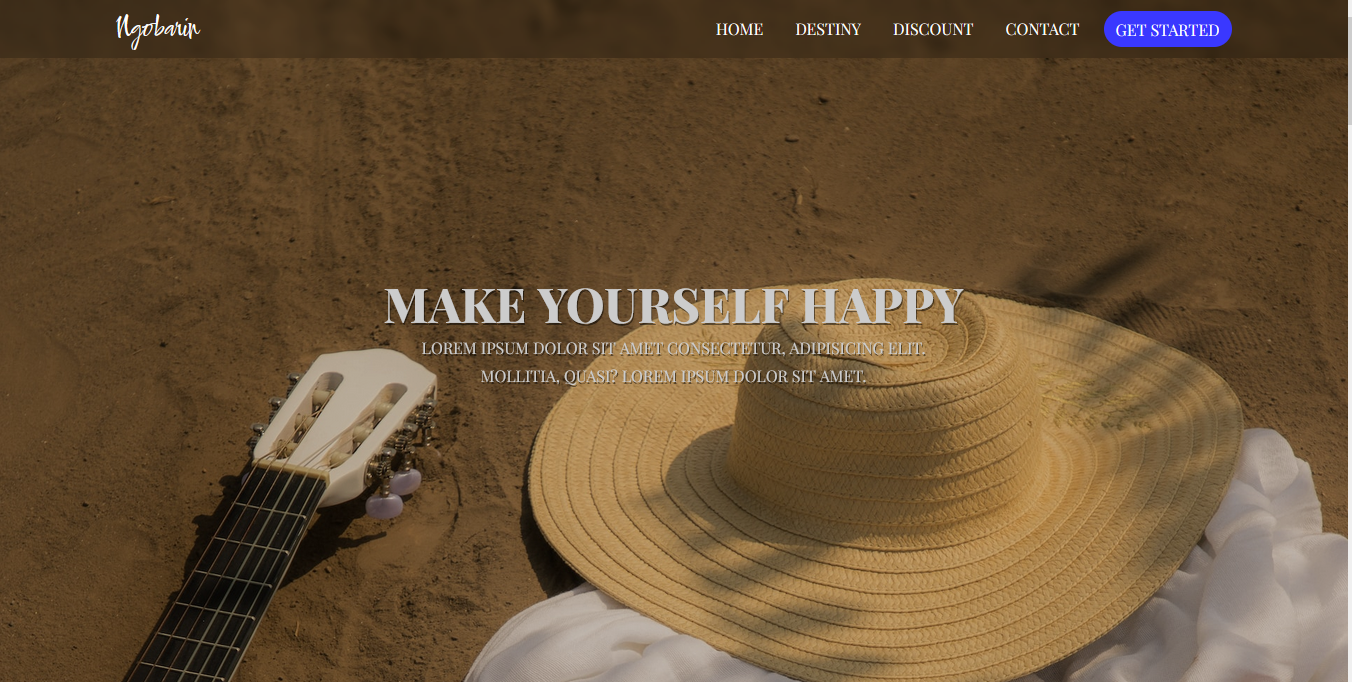 Ngobarin
HOME DESTINY DISCOUNT CONTACT GET STARTED
MAKE YOURSELF HAPPY
LOREM IPSUM DOLOR SIT AMET CONSECTETUR, ADIPISICING ELIT.
MOLLITIA, QUASI? LOREM IPSUM DOLOR SIT AMET.